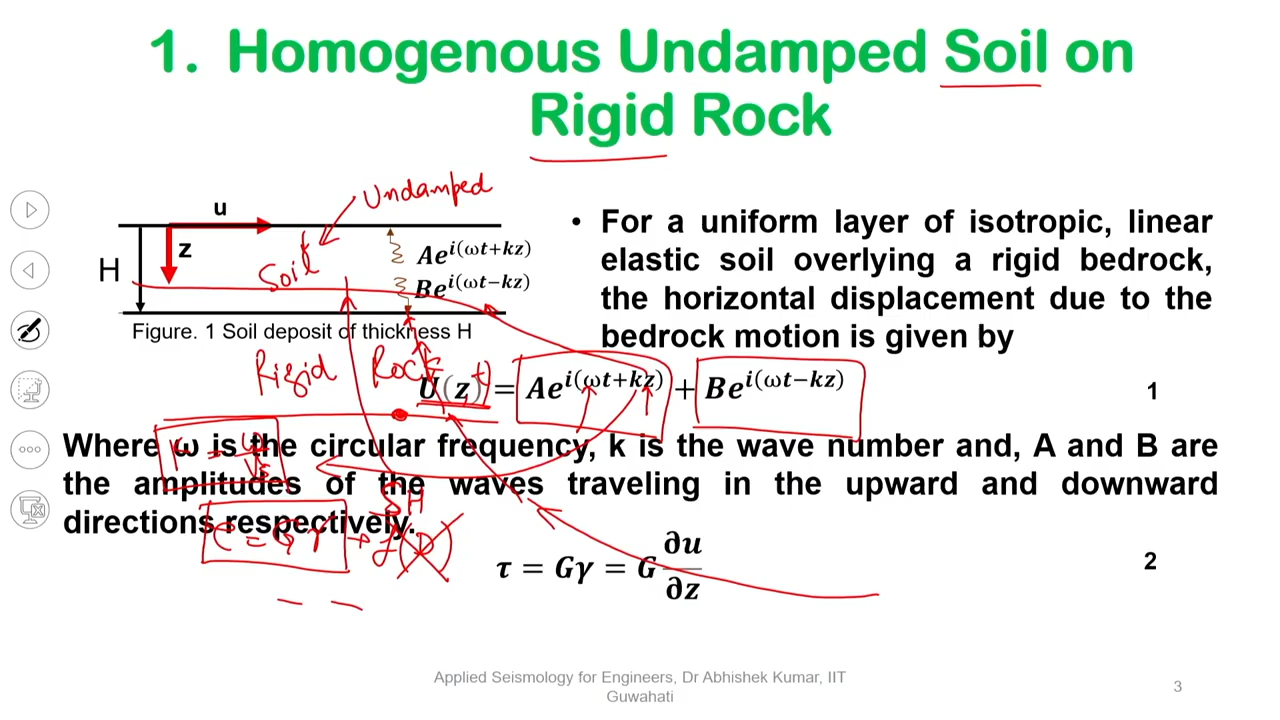 1. Homogenous Undamped Soil on
Rigid Rock
Undamped
u
z
H
Soil
Ae^{i(ωt+kz)}
Be^{i(ωt−kz)}
Figure. 1 Soil deposit of thickness H
Rigid Rock
• For a uniform layer of isotropic, linear
elastic soil overlying a rigid bedrock,
the horizontal displacement due to the
bedrock motion is given by
U(z, t) = Ae^{i(ωt+kz)} + Be^{i(ωt−kz)} 1
Where ω is the circular frequency, k is the wave number and, A and B are
the amplitudes of the waves traveling in the upward and downward
directions respectively.
SH
τ = Gγ = G ∂u/∂z 2
Applied Seismology for Engineers, Dr Abhishek Kumar, IIT
Guwahati
3